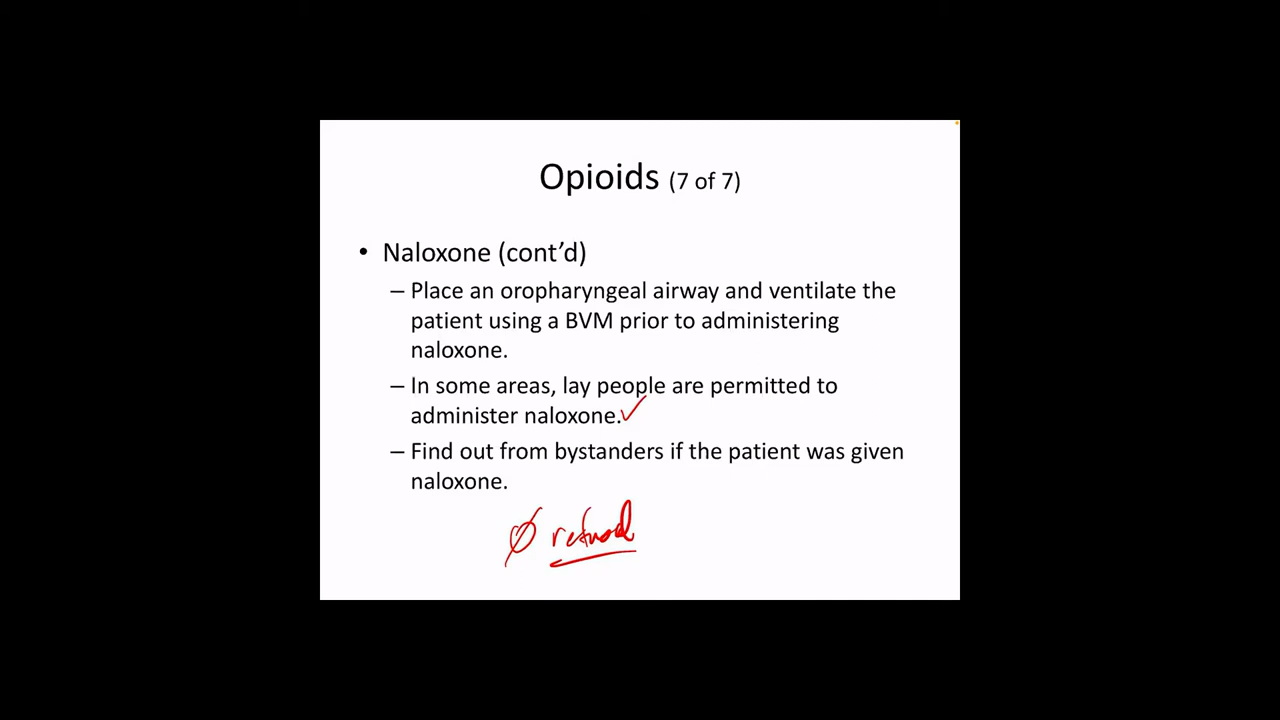 Opioids (7 of 7)
• Naloxone (cont’d)
– Place an oropharyngeal airway and ventilate the
patient using a BVM prior to administering
naloxone.
– In some areas, lay people are permitted to
administer naloxone.
– Find out from bystanders if the patient was given
naloxone.